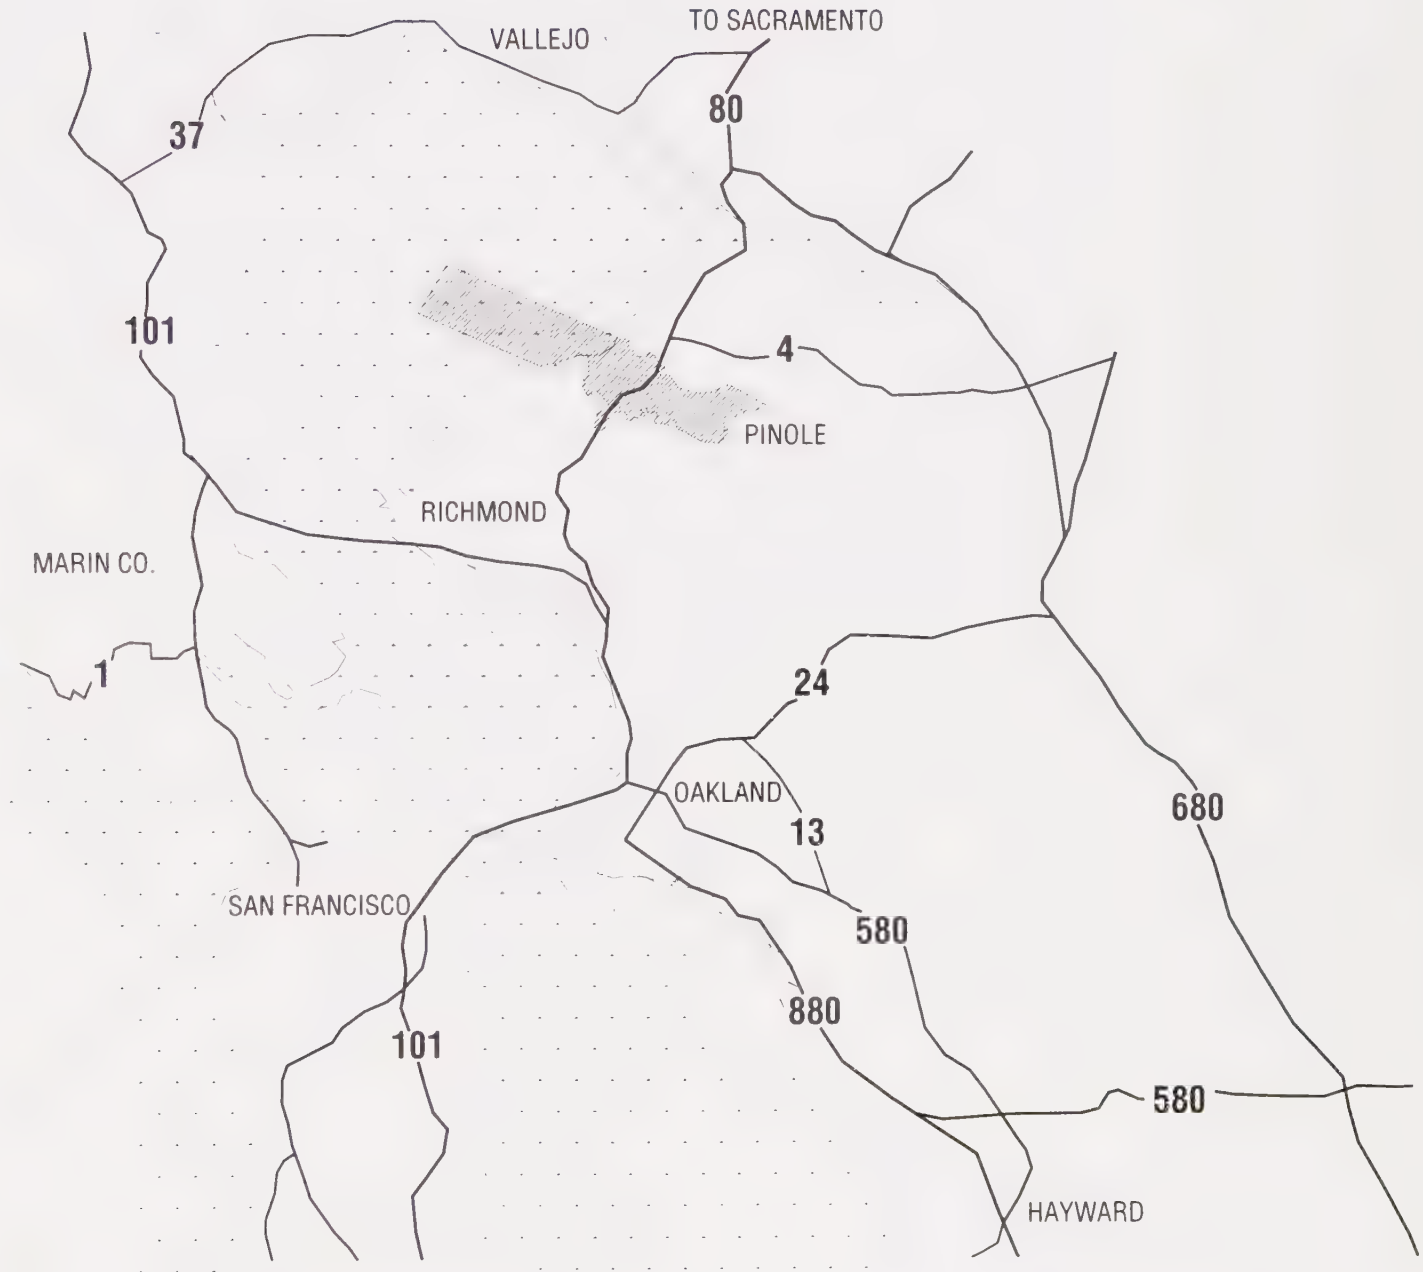 TO SACRAMENTO
VALLEJO
80
37
101
4
PINOLE
RICHMOND
MARIN CO.
1
24
OAKLAND
680
13
SAN FRANCISCO
580
880
101
580
HAYWARD